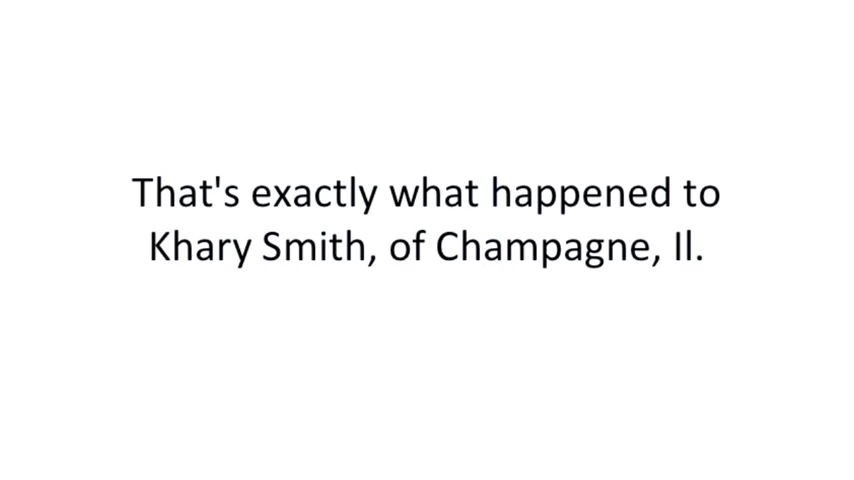 That's exactly what happened to
Khary Smith, of Champagne, Il.